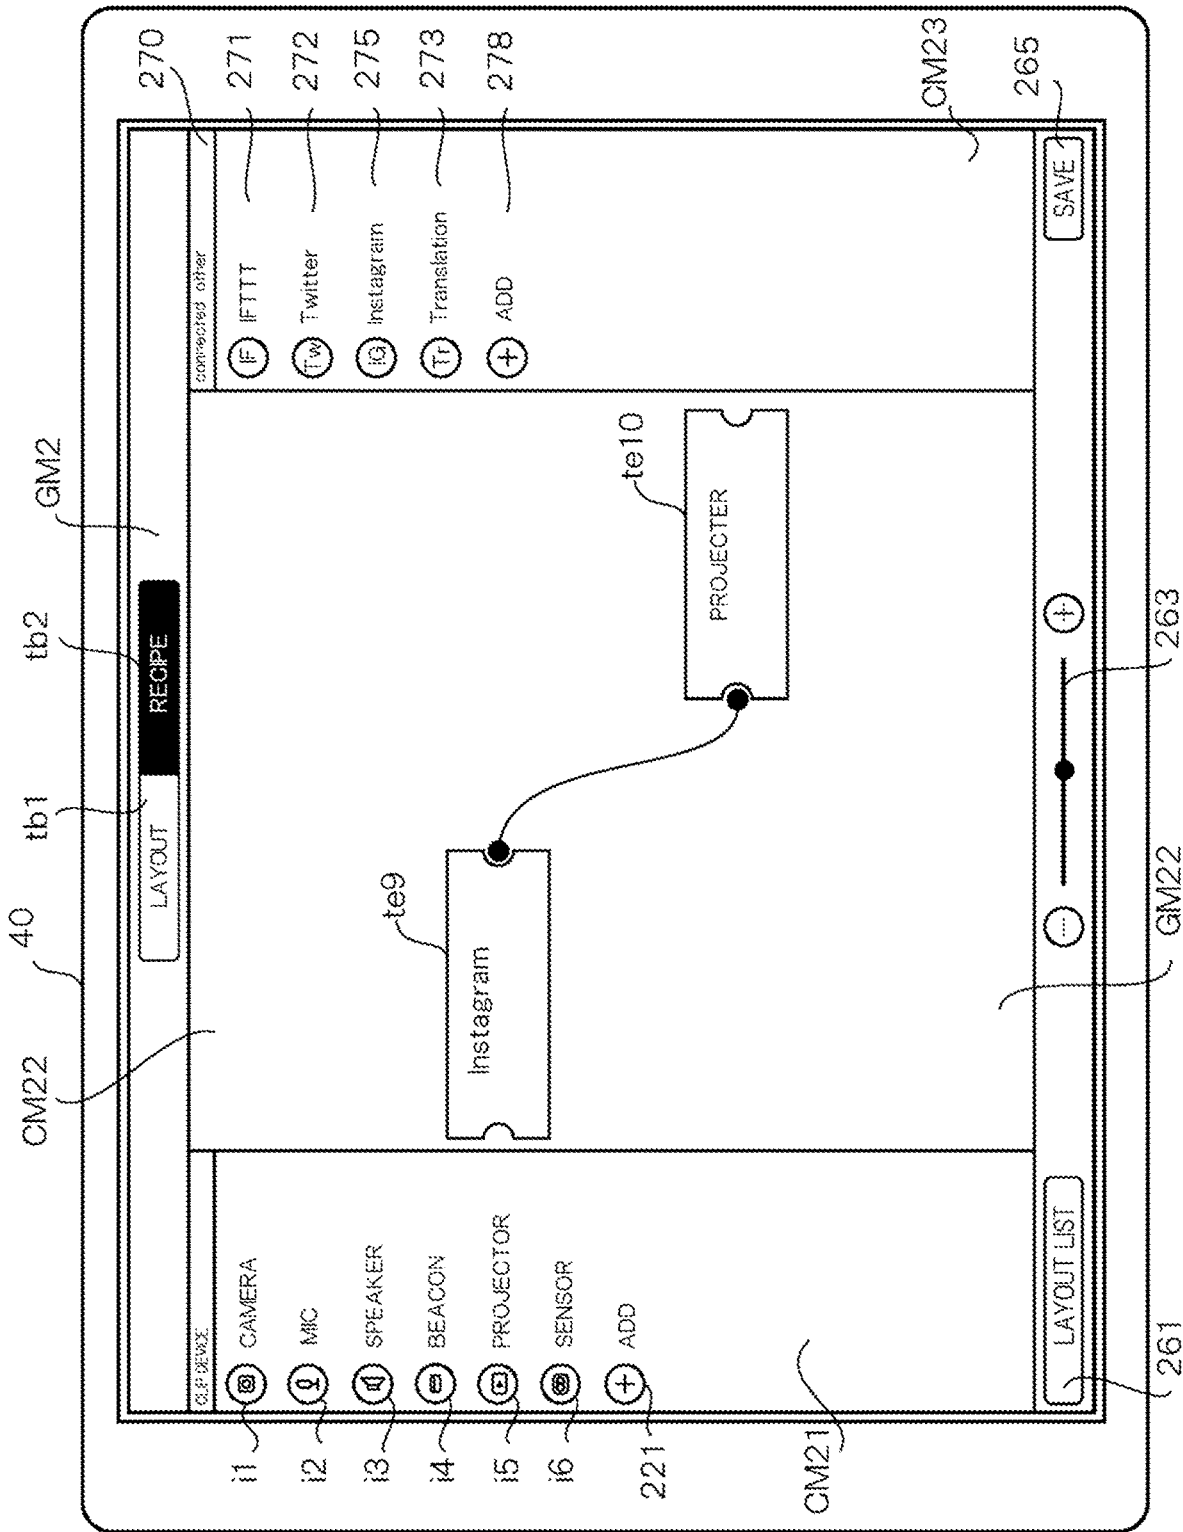 40
CM22
tb1
tb2
GM2
LAYOUT
RECIPE
CLIP DEVICE
i1
CAMERA
i2
MIC
i3
SPEAKER
i4
BEACON
i5
PROJECTOR
i6
SENSOR
221
ADD
CM21
te9
Instagram
te10
PROJECTER
connected other
270
IF
IFTTT
271
Tw
Twitter
272
IG
Instagram
275
Tr
Translation
273
ADD
278
CM23
LAYOUT LIST
SAVE
265
261
GM22
263